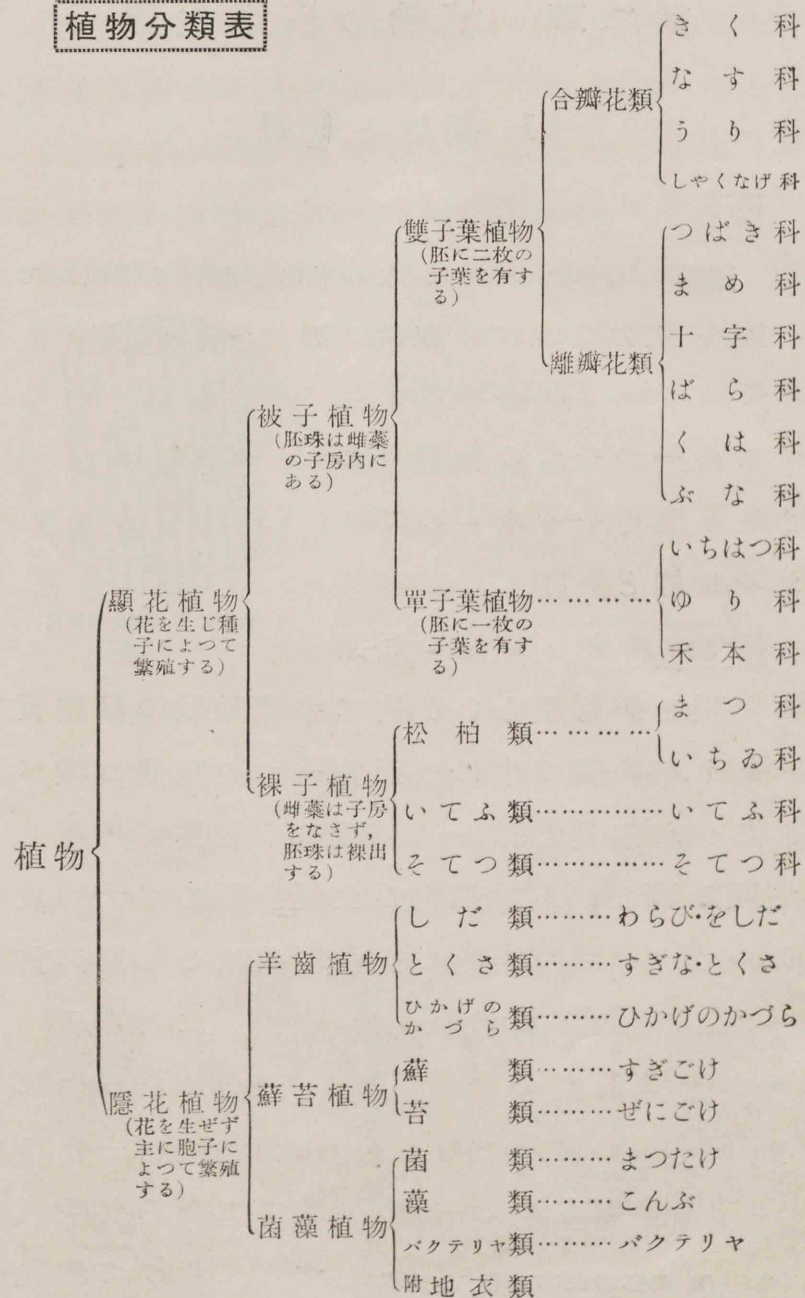 植物分類表
植物
顯花植物
(花を生じ種
子によつて
繁殖する)
被子植物
(胚珠は雌蘂
の子房内に
ある)
雙子葉植物
(胚に二枚の
子葉を有す
る)
合瓣花類
きく科
なす科
うり科
しやくなげ科
離瓣花類
つばき科
まめ科
十字科
ばら科
くは科
ぶな科
單子葉植物…………
(胚に一枚の
子葉を有す
る)
いちはつ科
ゆり科
禾本科
裸子植物
(雌蘂は子房
をなさず,
胚珠は裸出
する)
松柏類…………
まつ科
いちゐ科
いてふ類……………いてふ科
そてつ類……………そてつ科
隱花植物
(花を生ぜず
主に胞子に
よつて繁殖
する)
羊齒植物
しだ類………わらび・をしだ
とくさ類………すぎな・とくさ
ひかげの
かづら類………ひかげのかづら
蘚苔植物
蘚類………すぎごけ
苔類………ぜにごけ
菌藻植物
菌類………まつたけ
藻類………こんぶ
バクテリヤ類………バクテリヤ
附地衣類